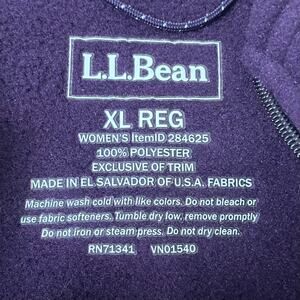 L.L.Bean
XL REG
WOMEN'S ItemID 284625
100% POLYESTER
EXCLUSIVE OF TRIM
MADE IN EL SALVADOR OF U.S.A. FABRICS
Machine wash cold with like colors. Do not bleach or
use fabric softeners. Tumble dry low, remove promptly
Do not iron or steam press. Do not dry clean.
RN71341 VN01540